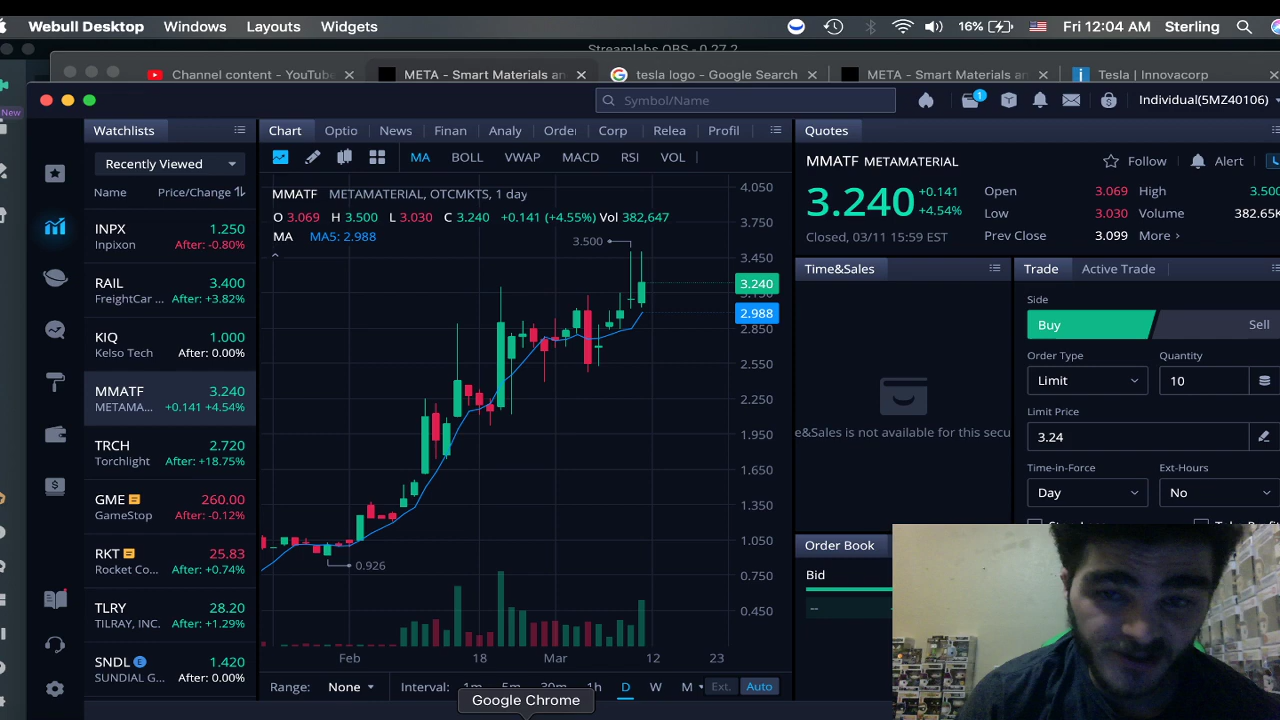 Webull Desktop Windows Layouts Widgets 16% Fri 12:04 AM Sterling
Streamlabs OBS - 0.27.2
Channel content - YouTube META - Smart Materials an tesla logo - Google Search META - Smart Materials an Tesla | Innovacorp
New
Symbol/Name 1 Individual(5MZ40106)
Watchlists Chart Optio News Finan Analy Orde Corp Relea Profil Quotes
Recently Viewed MA BOLL VWAP MACD RSI VOL MMATF METAMATERIAL Follow Alert
Name Price/Change
MMATF METAMATERIAL, OTCMKTS, 1 day 4.050
3.240 +0.141 Open 3.069 High 3.500
+4.54% Low 3.030 Volume 382.65K
O 3.069 H 3.500 L 3.030 C 3.240 +0.141 (+4.55%) Vol 382,647 3.750
MA MA5: 2.988 3.500
Closed, 03/11 15:59 EST Prev Close 3.099 More
INPX 1.250
Inpixon After: -0.80%
RAIL 3.400
FreightCar ... After: +3.82%
KIQ 1.000
Kelso Tech After: 0.00%
MMATF 3.240
METAMA... +0.141 +4.54%
TRCH 2.720
Torchlight After: +18.75%
GME 260.00
GameStop After: -0.12%
RKT 25.83
Rocket Co... After: +0.74%
TLRY 28.20
TILRAY, INC. After: +1.29%
SNDL E 1.420
SUNDIAL G... After: 0.00%
3.450
3.240
3.150
2.988
2.850
2.550
2.250
1.950
1.650
1.350
1.050
0.926
0.750
0.450
Feb 18 Mar 12 23
Range: None Interval: 1m 5m 30m 1h D W M Ext. Auto
Google Chrome
Time&Sales
e&Sales is not available for this secu
Order Book
Bid
--
Trade Active Trade
Side
Buy Sell
Order Type Quantity
Limit 10
Limit Price
3.24
Time-in-Force Ext-Hours
Day No